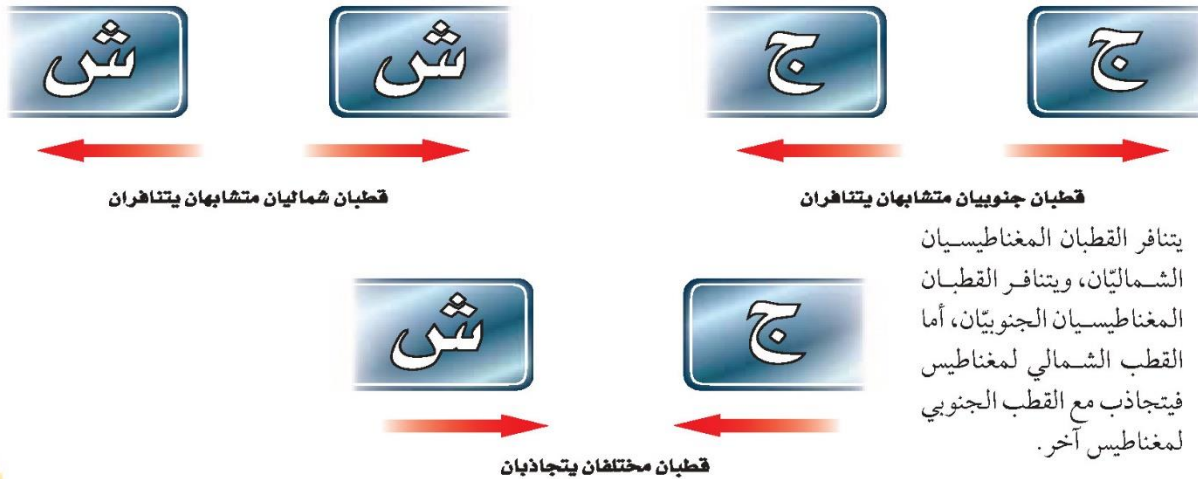 ج
ج
قطبان جنوبيان متشابهان يتنافران
ش
ش
قطبان شماليان متشابهان يتنافران
يتنافر القطبان المغناطيسيان
الشماليّان، ويتنافر القطبان
المغناطيسيان الجنوبيّان، أما
القطب الشمالي لمغناطيس
فيتجاذب مع القطب الجنوبي
لمغناطيس آخر.
ج
ش
قطبان مختلفان يتجاذبان